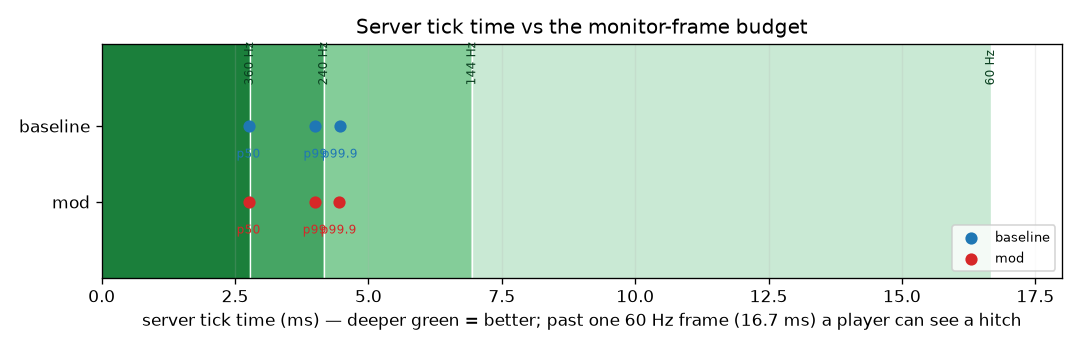 Server tick time vs the monitor-frame budget
360 Hz
240 Hz
144 Hz
60 Hz
baseline
p50
p99
p99.9
mod
p50
p99
p99.9
baseline
mod
0.0
2.5
5.0
7.5
10.0
12.5
15.0
17.5
server tick time (ms) — deeper green = better; past one 60 Hz frame (16.7 ms) a player can see a hitch